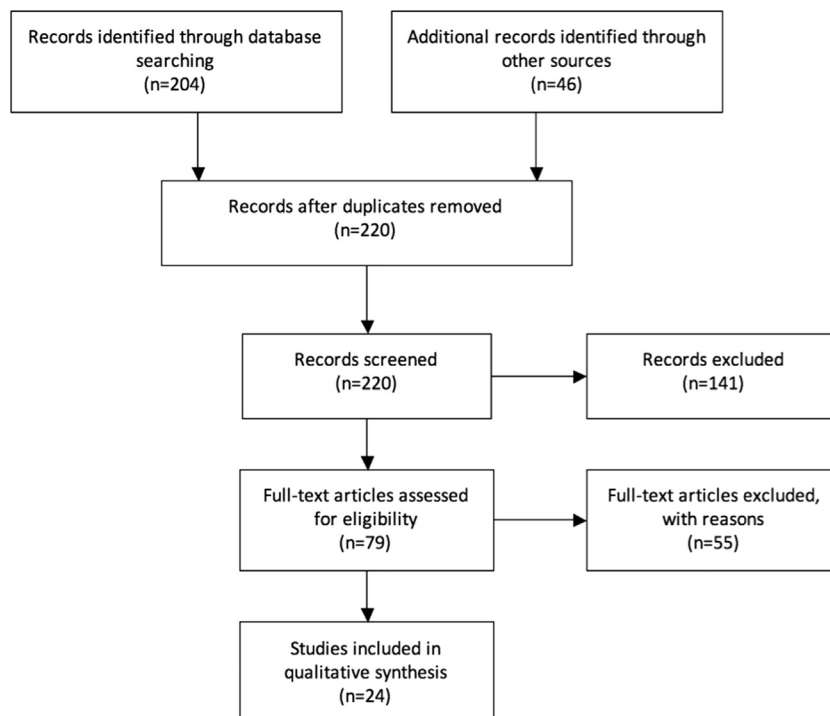 Records identified through database
searching
(n=204)
Additional records identified through
other sources
(n=46)
Records after duplicates removed
(n=220)
Records screened
(n=220)
Records excluded
(n=141)
Full-text articles assessed
for eligibility
(n=79)
Full-text articles excluded,
with reasons
(n=55)
Studies included in
qualitative synthesis
(n=24)